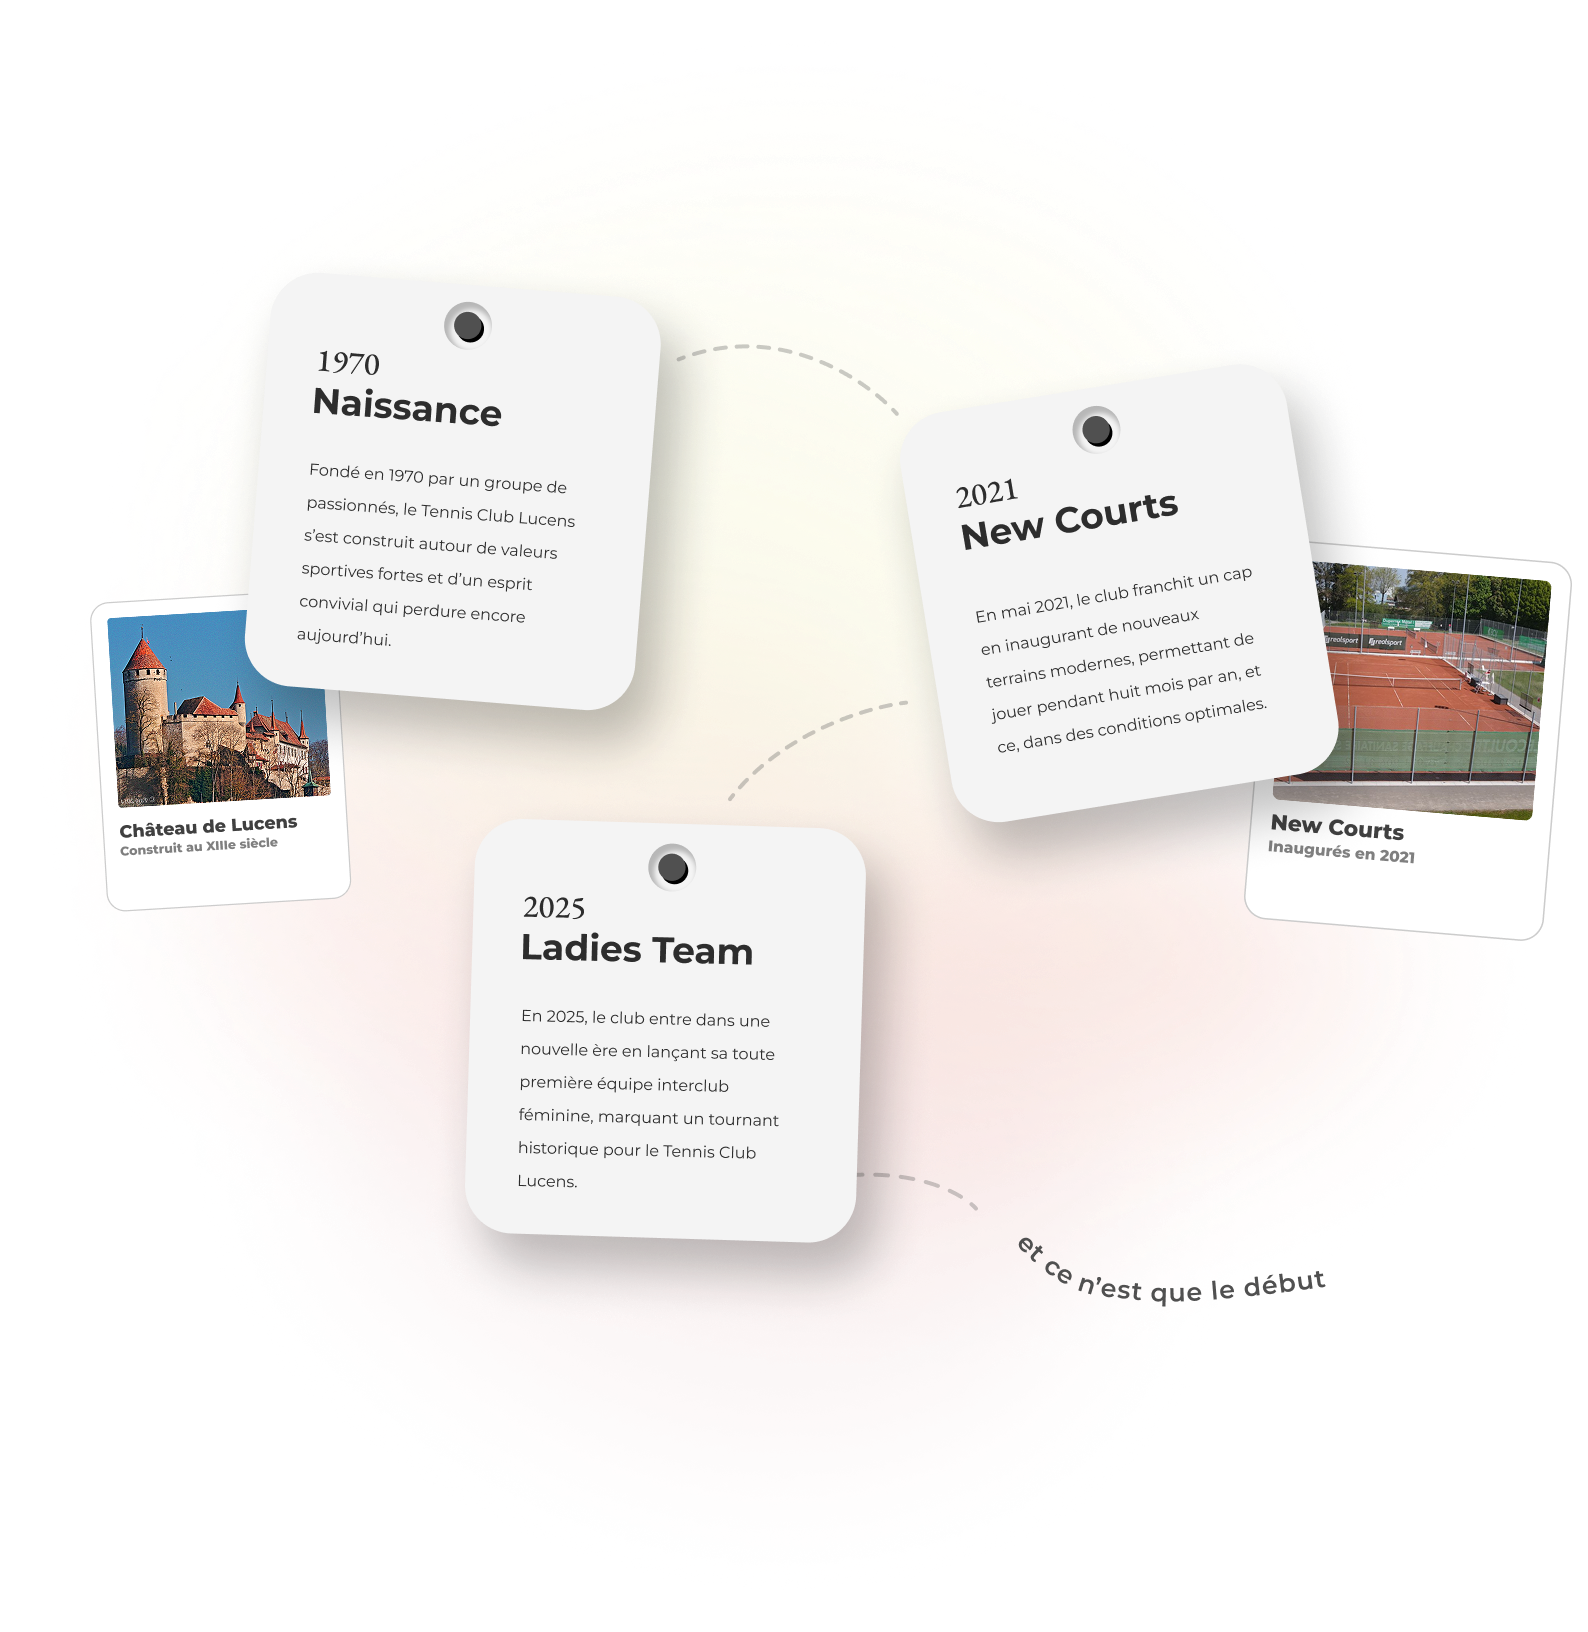 1970
Naissance
Fondé en 1970 par un groupe de
passionnés, le Tennis Club Lucens
s’est construit autour de valeurs
sportives fortes et d’un esprit
convivial qui perdure encore
aujourd’hui.
Château de Lucens
Construit au XIIIe siècle
2021
New Courts
En mai 2021, le club franchit un cap
en inaugurant de nouveaux
terrains modernes, permettant de
jouer pendant huit mois par an, et
ce, dans des conditions optimales.
realsport
realsport
New Courts
Inaugurés en 2021
2025
Ladies Team
En 2025, le club entre dans une
nouvelle ère en lançant sa toute
première équipe interclub
féminine, marquant un tournant
historique pour le Tennis Club
Lucens.
et ce n’est que le début